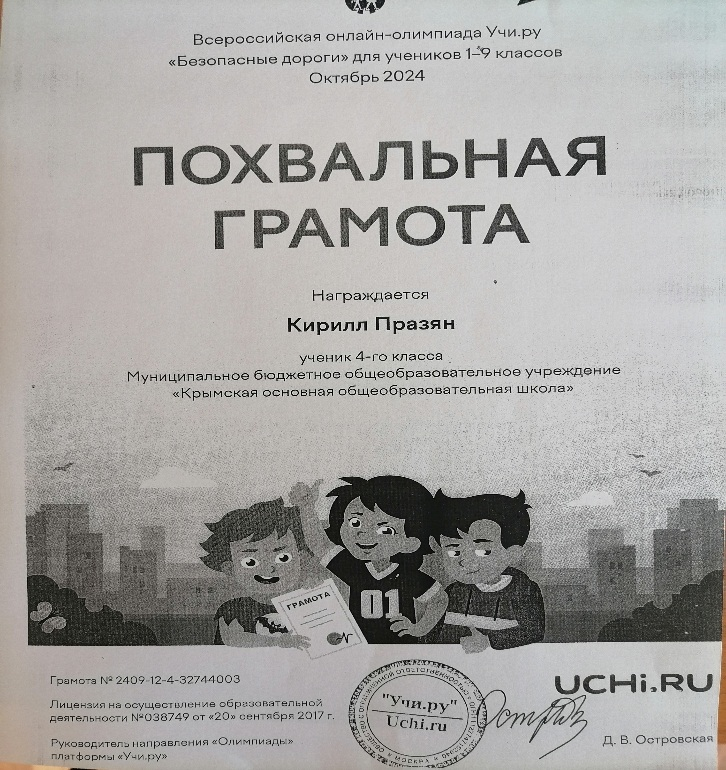 Всероссийская онлайн-олимпиада Учи.ру
«Безопасные дороги» для учеников 1–9 классов
Октябрь 2024
ПОХВАЛЬНАЯ
ГРАМОТА
Награждается
Кирилл Празян
ученик 4-го класса
Муниципальное бюджетное общеобразовательное учреждение
«Крымская основная общеобразовательная школа»
ГРАМОТА
01
Грамота № 2409-12-4-32744003
Лицензия на осуществление образовательной
деятельности №038749 от «20» сентября 2017 г.
Руководитель направления «Олимпиады»
платформы «Учи.ру»
"Учи.ру"
Uchi.ru
МОСКВА
UCHi.RU
Д. В. Островская